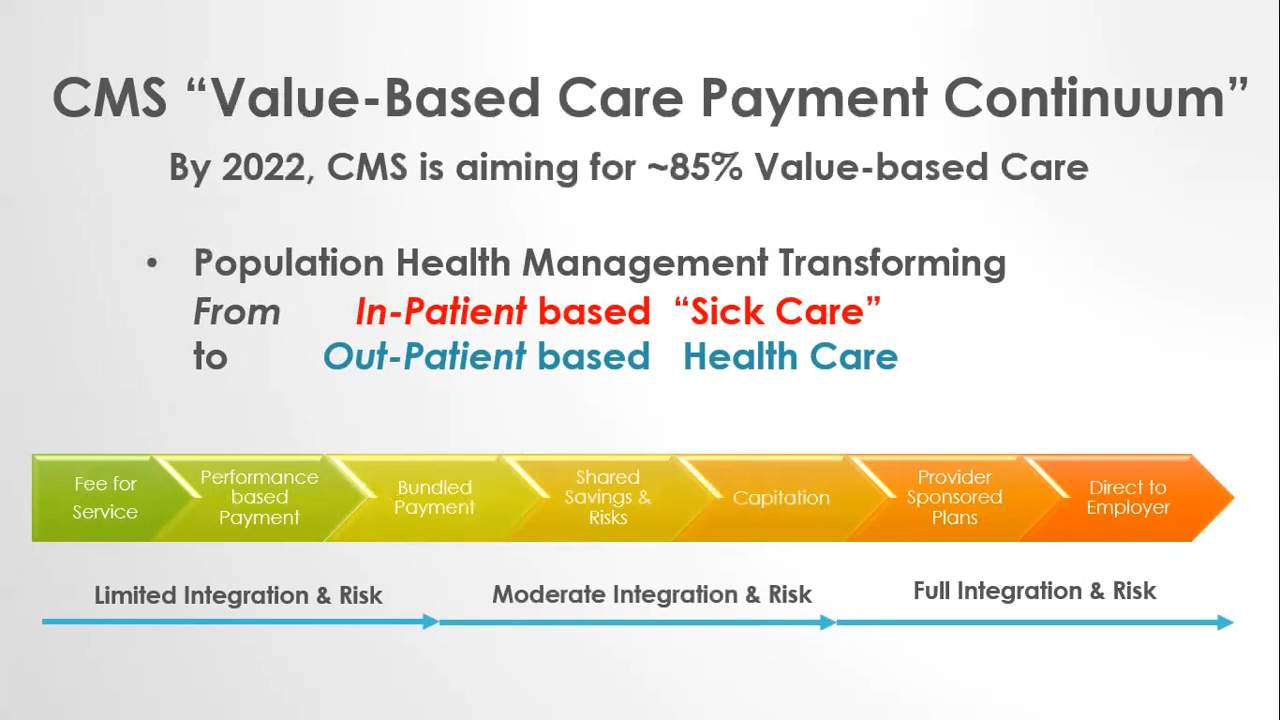 CMS “Value-Based Care Payment Continuum”
By 2022, CMS is aiming for ~85% Value-based Care
• Population Health Management Transforming
From In-Patient based “Sick Care”
to Out-Patient based Health Care
Fee for
Service
Performance
based
Payment
Bundled
Payment
Shared
Savings &
Risks
Capitation
Provider
Sponsored
Plans
Direct to
Employer
Limited Integration & Risk
Moderate Integration & Risk
Full Integration & Risk